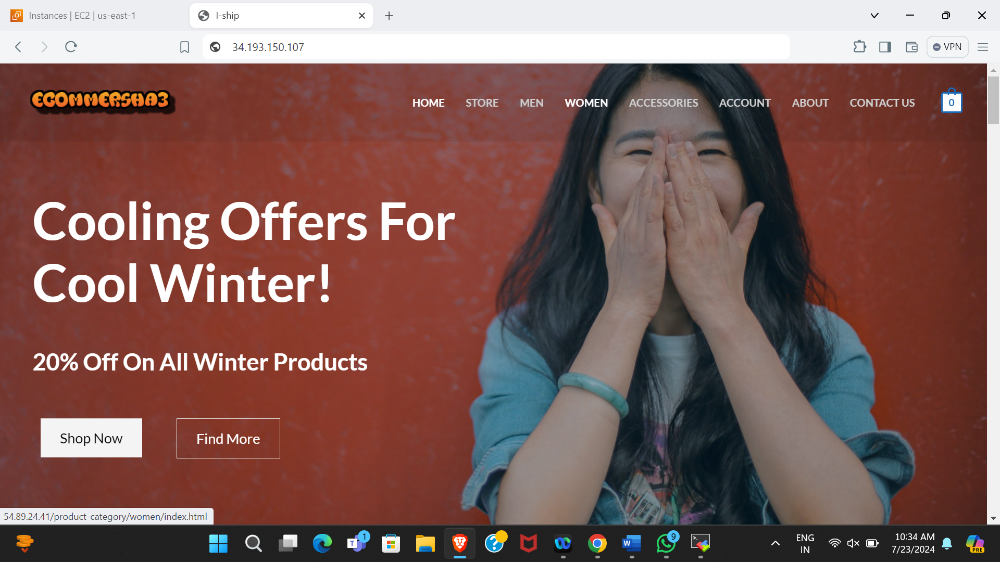 Instances | EC2 | us-east-1
I-ship
34.193.150.107
VPN
ECOMMERSHA3
HOME STORE MEN WOMEN ACCESSORIES ACCOUNT ABOUT CONTACT US 0
Cooling Offers For
Cool Winter!
20% Off On All Winter Products
Shop Now Find More
54.89.24.41/product-category/women/index.html
1
T
W
9
PRE
ENG
IN
10:34 AM
7/23/2024